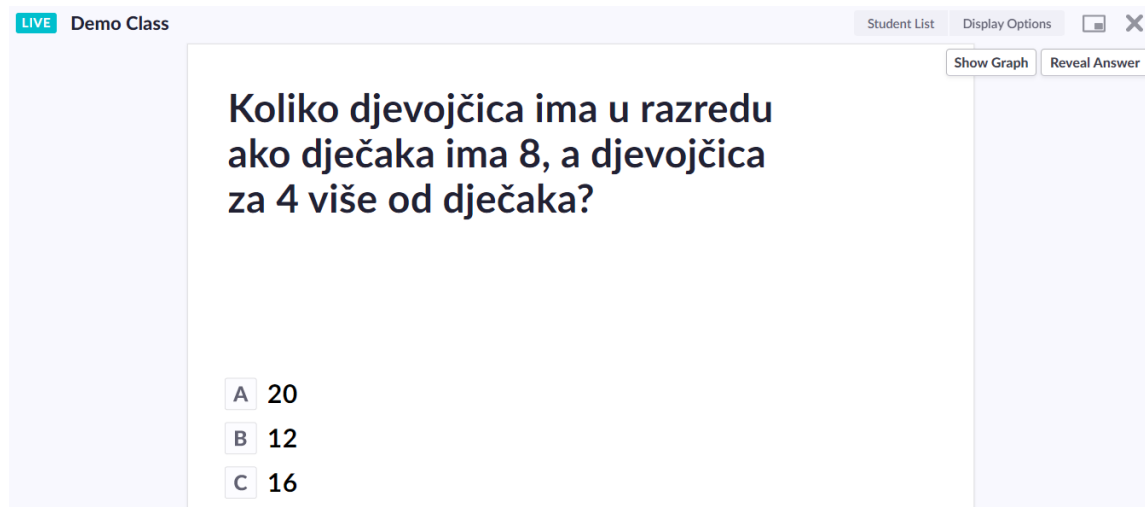 LIVE Demo Class Student List Display Options
Show Graph Reveal Answer
Koliko djevojčica ima u razredu
ako dječaka ima 8, a djevojčica
za 4 više od dječaka?
A 20
B 12
C 16